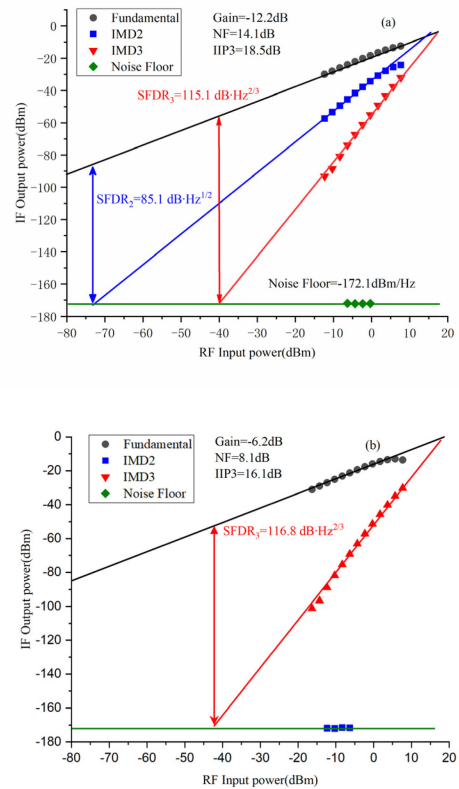 Fundamental
IMD2
IMD3
Noise Floor
Gain=-12.2dB
NF=14.1dB
IIP3=18.5dB
(a)
SFDR3=115.1 dB·Hz2/3
SFDR2=85.1 dB·Hz1/2
Noise Floor=-172.1dBm/Hz
0
-20
-40
-60
-80
-100
-120
-140
-160
-180
IF Output power(dBm)
-80 -70 -60 -50 -40 -30 -20 -10 0 10 20
RF Input power(dBm)
Fundamental
IMD2
IMD3
Noise Floor
Gain=-6.2dB
NF=8.1dB
IIP3=16.1dB
(b)
SFDR3=116.8 dB·Hz2/3
0
-20
-40
-60
-80
-100
-120
-140
-160
-180
IF Output power(dBm)
-80 -60 -40 -20 0 20
RF Input power(dBm)